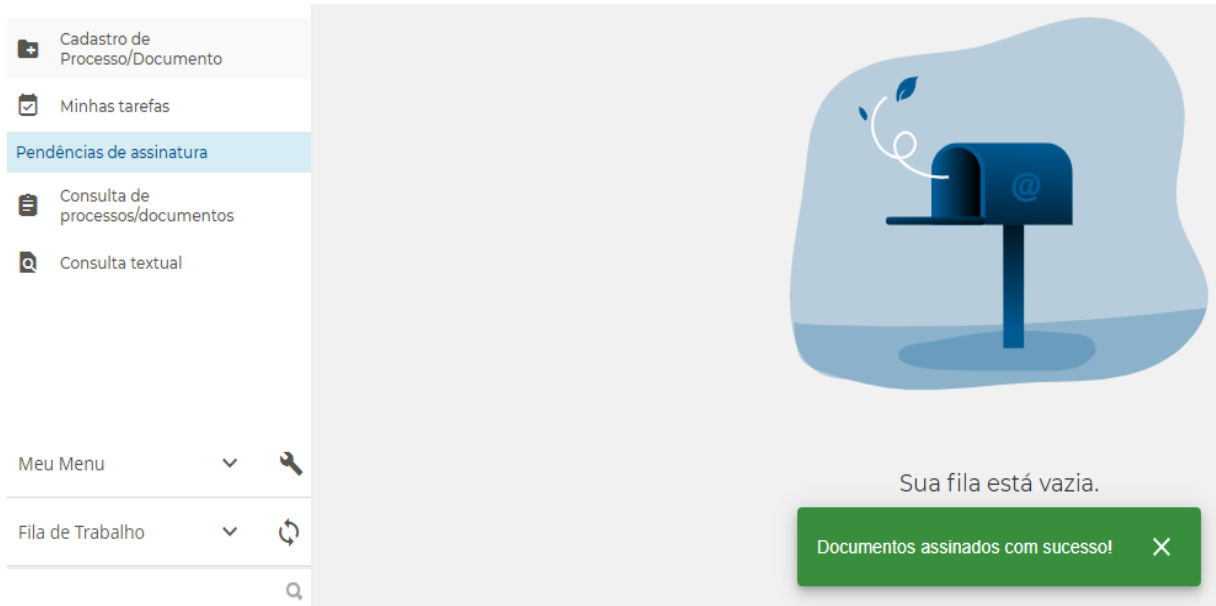 Cadastro de
Processo/Documento
Minhas tarefas
Pendências de assinatura
Consulta de
processos/documentos
Consulta textual
Meu Menu
Fila de Trabalho
@
Sua fila está vazia.
Documentos assinados com sucesso!